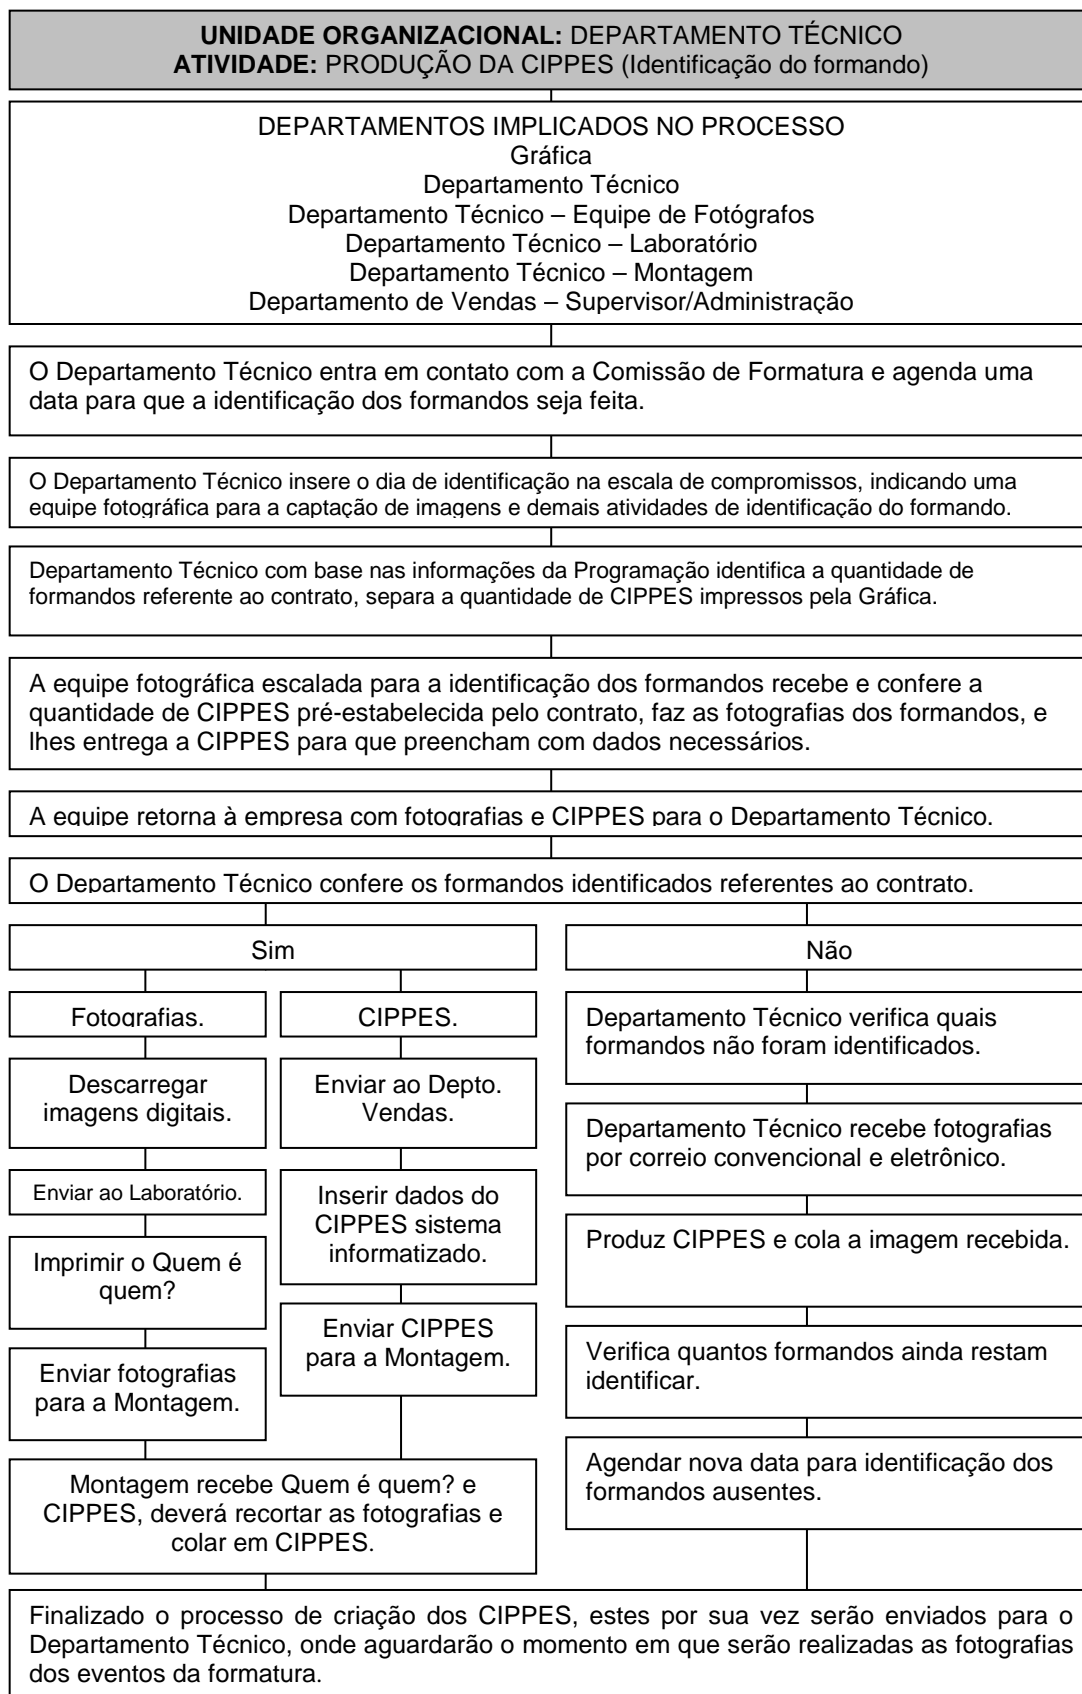 UNIDADE ORGANIZACIONAL: DEPARTAMENTO TÉCNICO
ATIVIDADE: PRODUÇÃO DA CIPPES (Identificação do formando)
DEPARTAMENTOS IMPLICADOS NO PROCESSO
Gráfica
Departamento Técnico
Departamento Técnico – Equipe de Fotógrafos
Departamento Técnico – Laboratório
Departamento Técnico – Montagem
Departamento de Vendas – Supervisor/Administração
O Departamento Técnico entra em contato com a Comissão de Formatura e agenda uma
data para que a identificação dos formandos seja feita.
O Departamento Técnico insere o dia de identificação na escala de compromissos, indicando uma
equipe fotográfica para a captação de imagens e demais atividades de identificação do formando.
Departamento Técnico com base nas informações da Programação identifica a quantidade de
formandos referente ao contrato, separa a quantidade de CIPPES impressos pela Gráfica.
A equipe fotográfica escalada para a identificação dos formandos recebe e confere a
quantidade de CIPPES pré-estabelecida pelo contrato, faz as fotografias dos formandos, e
lhes entrega a CIPPES para que preencham com dados necessários.
A equipe retorna à empresa com fotografias e CIPPES para o Departamento Técnico.
O Departamento Técnico confere os formandos identificados referentes ao contrato.
Sim
Fotografias.
Descarregar
imagens digitais.
Enviar ao Laboratório.
Imprimir o Quem é
quem?
Enviar fotografias
para a Montagem.
CIPPES.
Enviar ao Depto.
Vendas.
Inserir dados do
CIPPES sistema
informatizado.
Enviar CIPPES
para a Montagem.
Montagem recebe Quem é quem? e
CIPPES, deverá recortar as fotografias e
colar em CIPPES.
Não
Departamento Técnico verifica quais
formandos não foram identificados.
Departamento Técnico recebe fotografias
por correio convencional e eletrônico.
Produz CIPPES e cola a imagem recebida.
Verifica quantos formandos ainda restam
identificar.
Agendar nova data para identificação dos
formandos ausentes.
Finalizado o processo de criação dos CIPPES, estes por sua vez serão enviados para o
Departamento Técnico, onde aguardarão o momento em que serão realizadas as fotografias
dos eventos da formatura.